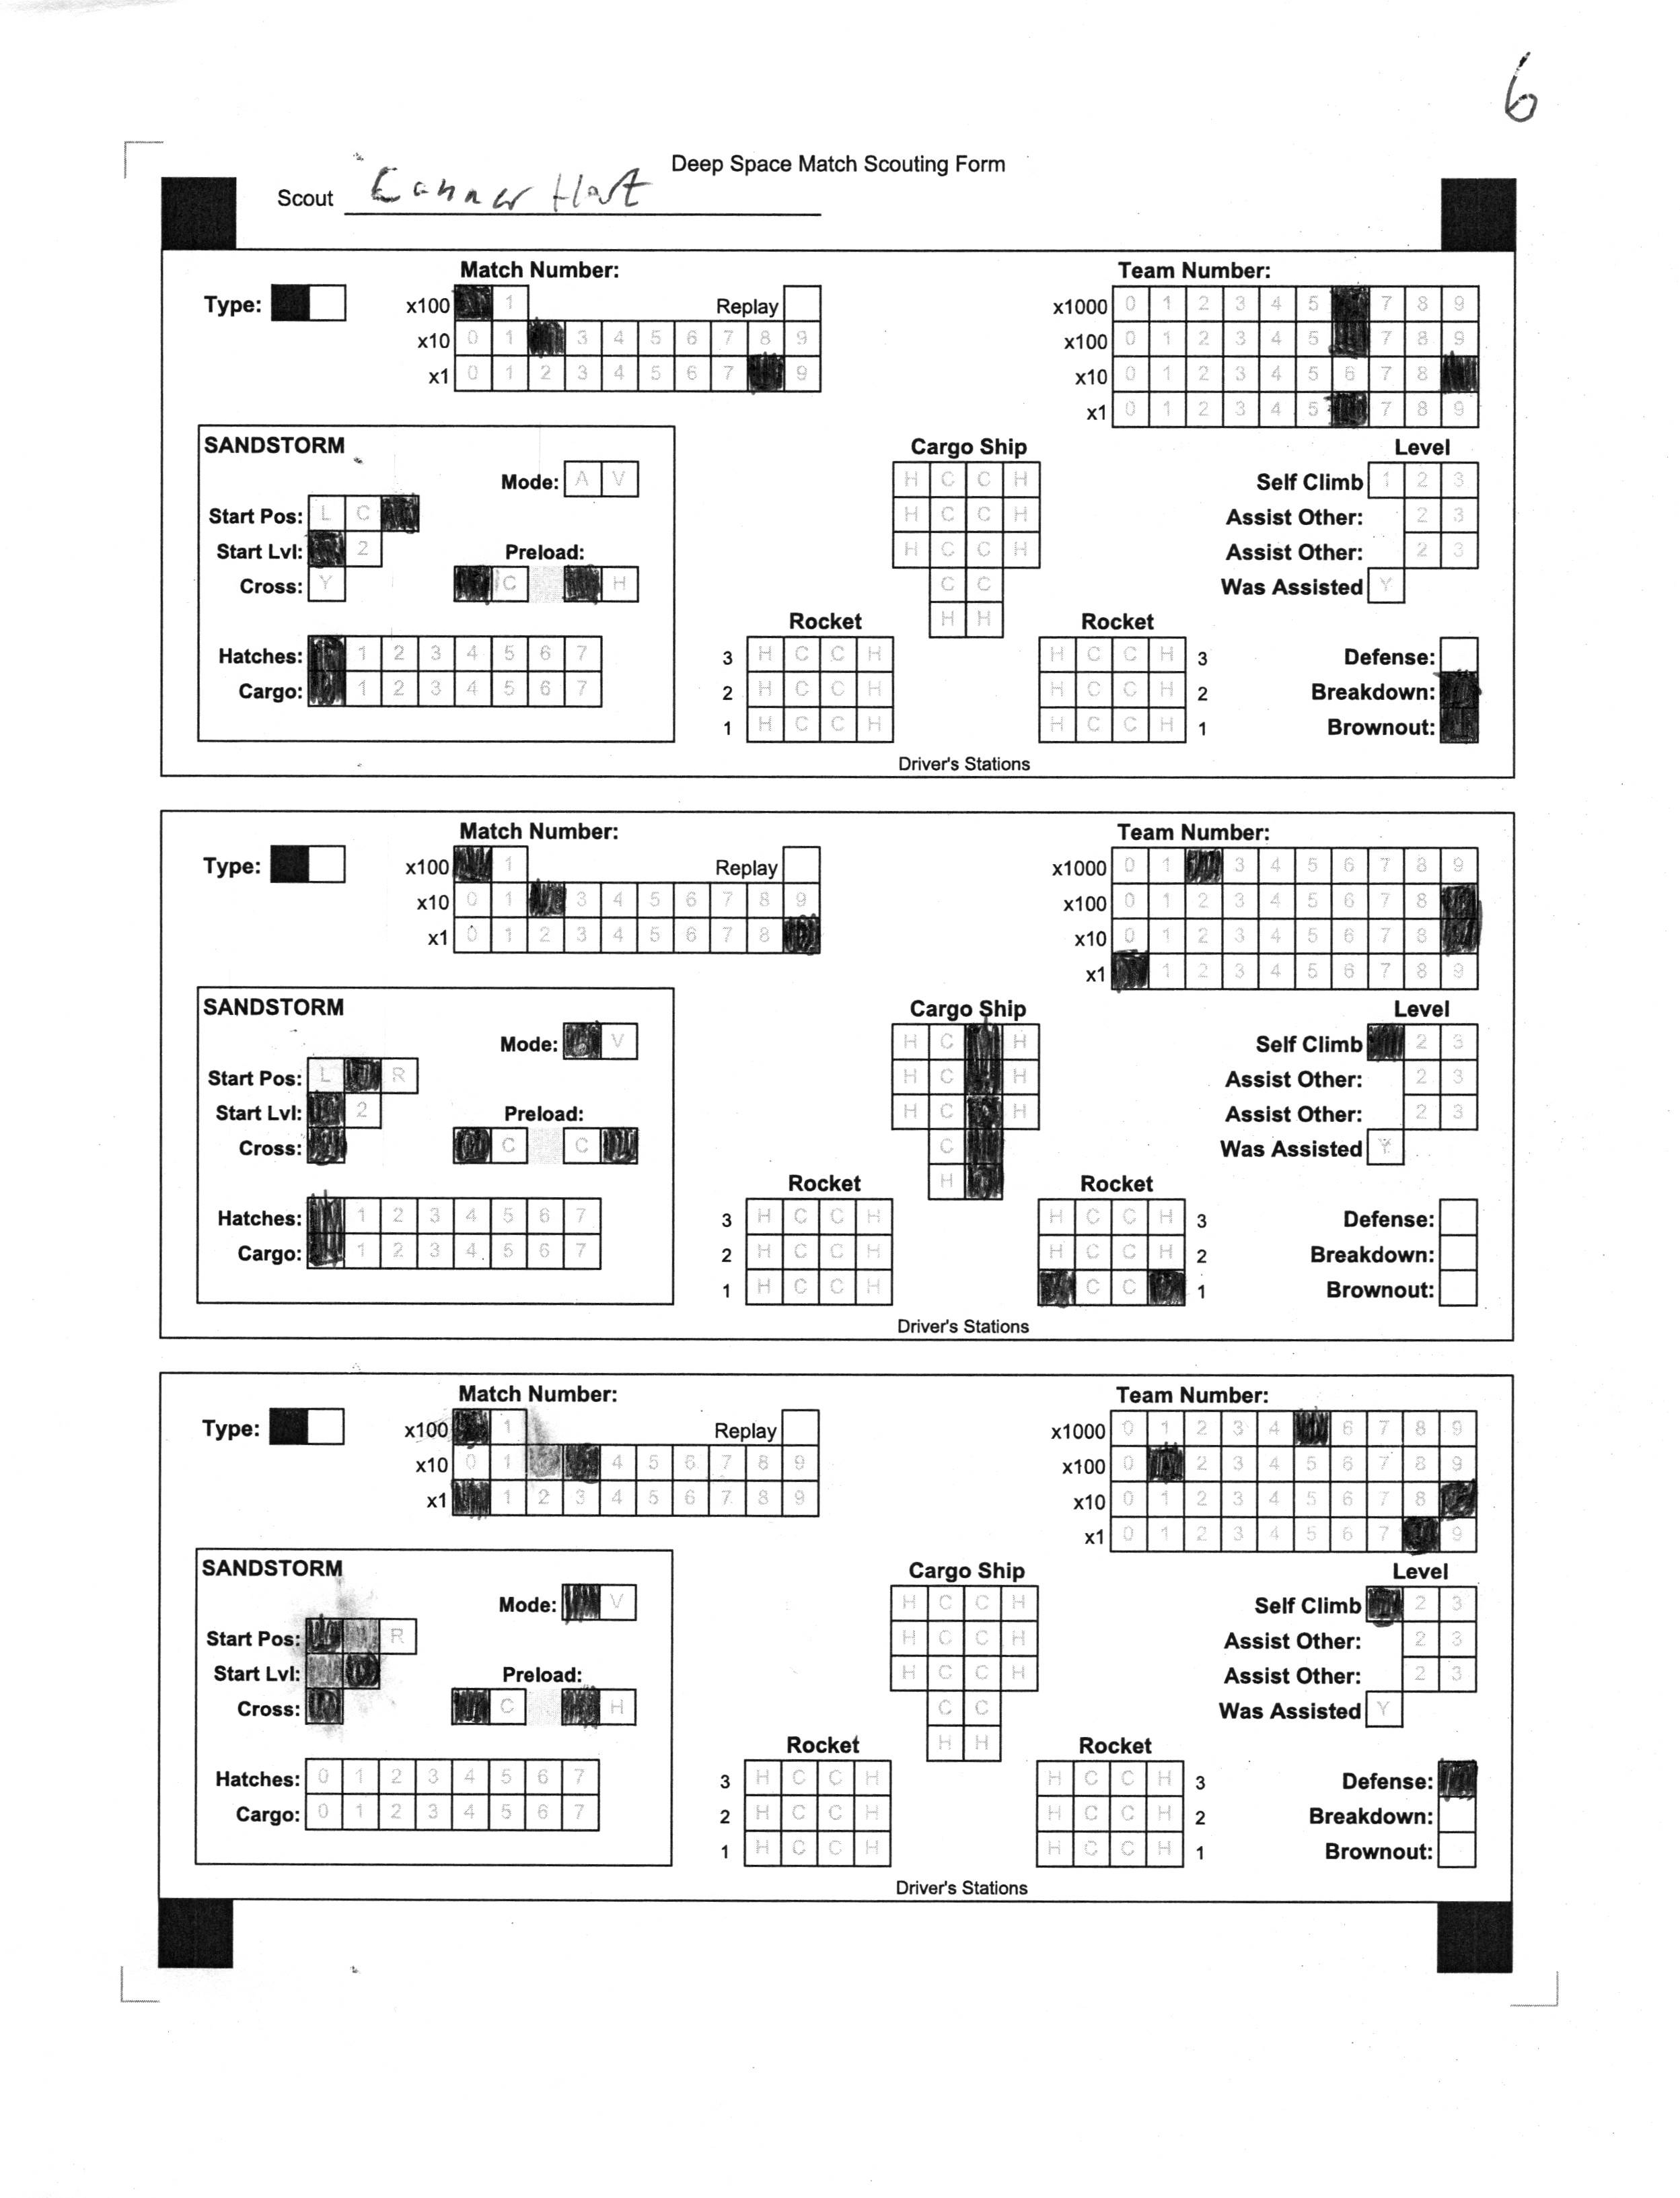 6
Deep Space Match Scouting Form
Scout Conner Hart
Match Number:
Team Number:
Type:
x100 1 Replay
x10 0 1 3 4 5 6 7 8 9
x1 0 1 2 3 4 5 6 7 9
x1000 0 1 2 3 4 5 7 8 9
x100 0 1 2 3 4 5 7 8 9
x10 0 1 2 3 4 5 6 7 8
x1 0 1 2 3 4 5 7 8 9
SANDSTORM
Mode: A V
Start Pos: L C
Start Lvl: 2
Preload:
Cross: Y C H
Hatches: 1 2 3 4 5 6 7
Cargo: 1 2 3 4 5 6 7
Cargo Ship
H C C H
H C C H
H C C H
C C
H H
Rocket
3 H C C H
2 H C C H
1 H C C H
Rocket
H C C H 3
H C C H 2
H C C H 1
Level
Self Climb 1 2 3
Assist Other: 2 3
Assist Other: 2 3
Was Assisted Y
Defense:
Breakdown:
Brownout:
Driver's Stations
Match Number:
Team Number:
Type:
x100 1 Replay
x10 0 1 3 4 5 6 7 8 9
x1 0 1 2 3 4 5 6 7 8
x1000 0 1 3 4 5 6 7 8 9
x100 0 1 2 3 4 5 6 7 8
x10 0 1 2 3 4 5 6 7 8
x1 1 2 3 4 5 6 7 8 9
SANDSTORM
Mode: V
Start Pos: L R
Start Lvl: 2
Preload:
Cross: C C
Hatches: 1 2 3 4 5 6 7
Cargo: 1 2 3 4 5 6 7
Cargo Ship
H C H
H C H
H C H
C
H
Rocket
3 H C C H
2 H C C H
1 H C C H
Rocket
H C C H 3
H C C H 2
C C 1
Level
Self Climb 2 3
Assist Other: 2 3
Assist Other: 2 3
Was Assisted Y
Defense:
Breakdown:
Brownout:
Driver's Stations
Match Number:
Team Number:
Type:
x100 1 Replay
x10 0 1 4 5 6 7 8 9
x1 1 2 3 4 5 6 7 8 9
x1000 0 1 2 3 4 6 7 8 9
x100 0 2 3 4 5 6 7 8 9
x10 0 1 2 3 4 5 6 7 8
x1 0 1 2 3 4 5 6 7 9
SANDSTORM
Mode: V
Start Pos: R
Start Lvl:
Preload:
Cross: C H
Hatches: 0 1 2 3 4 5 6 7
Cargo: 0 1 2 3 4 5 6 7
Cargo Ship
H C C H
H C C H
H C C H
C C
H H
Rocket
3 H C C H
2 H C C H
1 H C C H
Rocket
H C C H 3
H C C H 2
H C C H 1
Level
Self Climb 2 3
Assist Other: 2 3
Assist Other: 2 3
Was Assisted Y
Defense:
Breakdown:
Brownout:
Driver's Stations